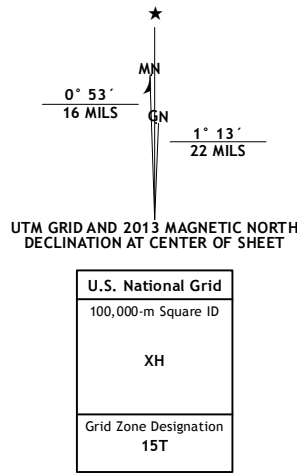 ★
MN
0° 53´
16 MILS
GN
1° 13´
22 MILS
UTM GRID AND 2013 MAGNETIC NORTH
DECLINATION AT CENTER OF SHEET
U.S. National Grid
100,000-m Square ID
XH
Grid Zone Designation
15T